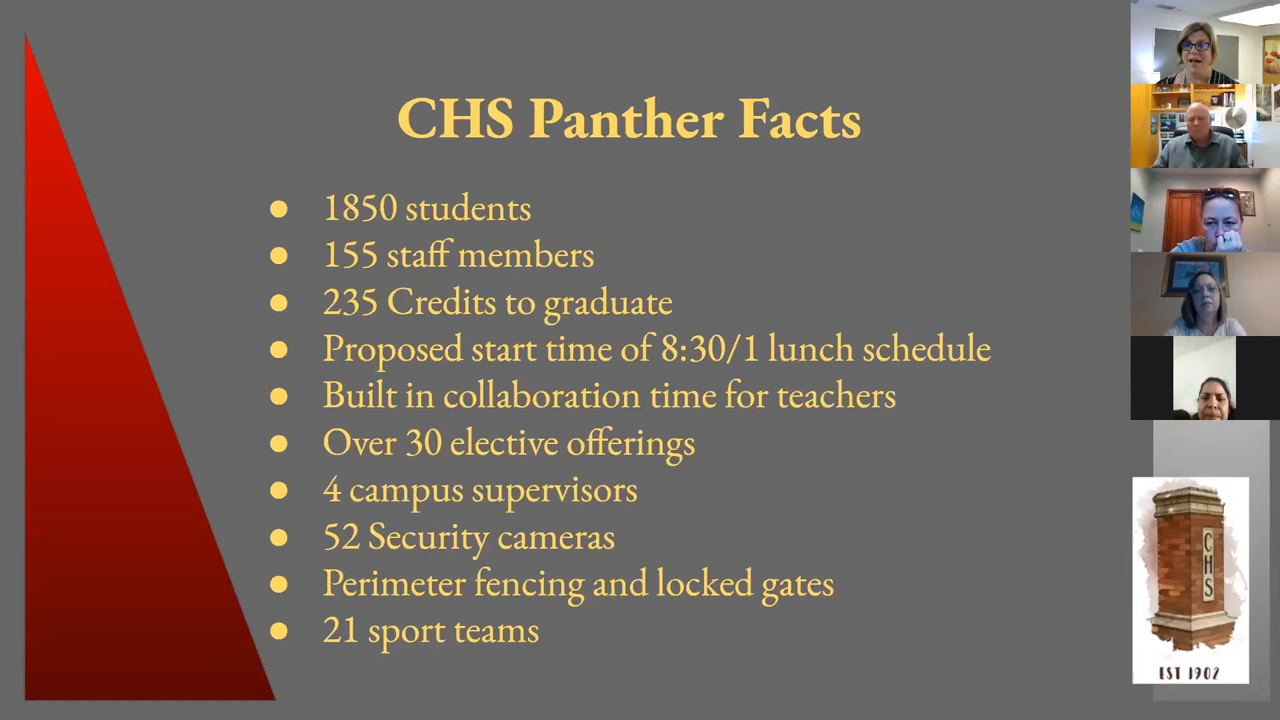 CHS Panther Facts
● 1850 students
● 155 staff members
● 235 Credits to graduate
● Proposed start time of 8:30/1 lunch schedule
● Built in collaboration time for teachers
● Over 30 elective offerings
● 4 campus supervisors
● 52 Security cameras
● Perimeter fencing and locked gates
● 21 sport teams
CHS
EST 1902